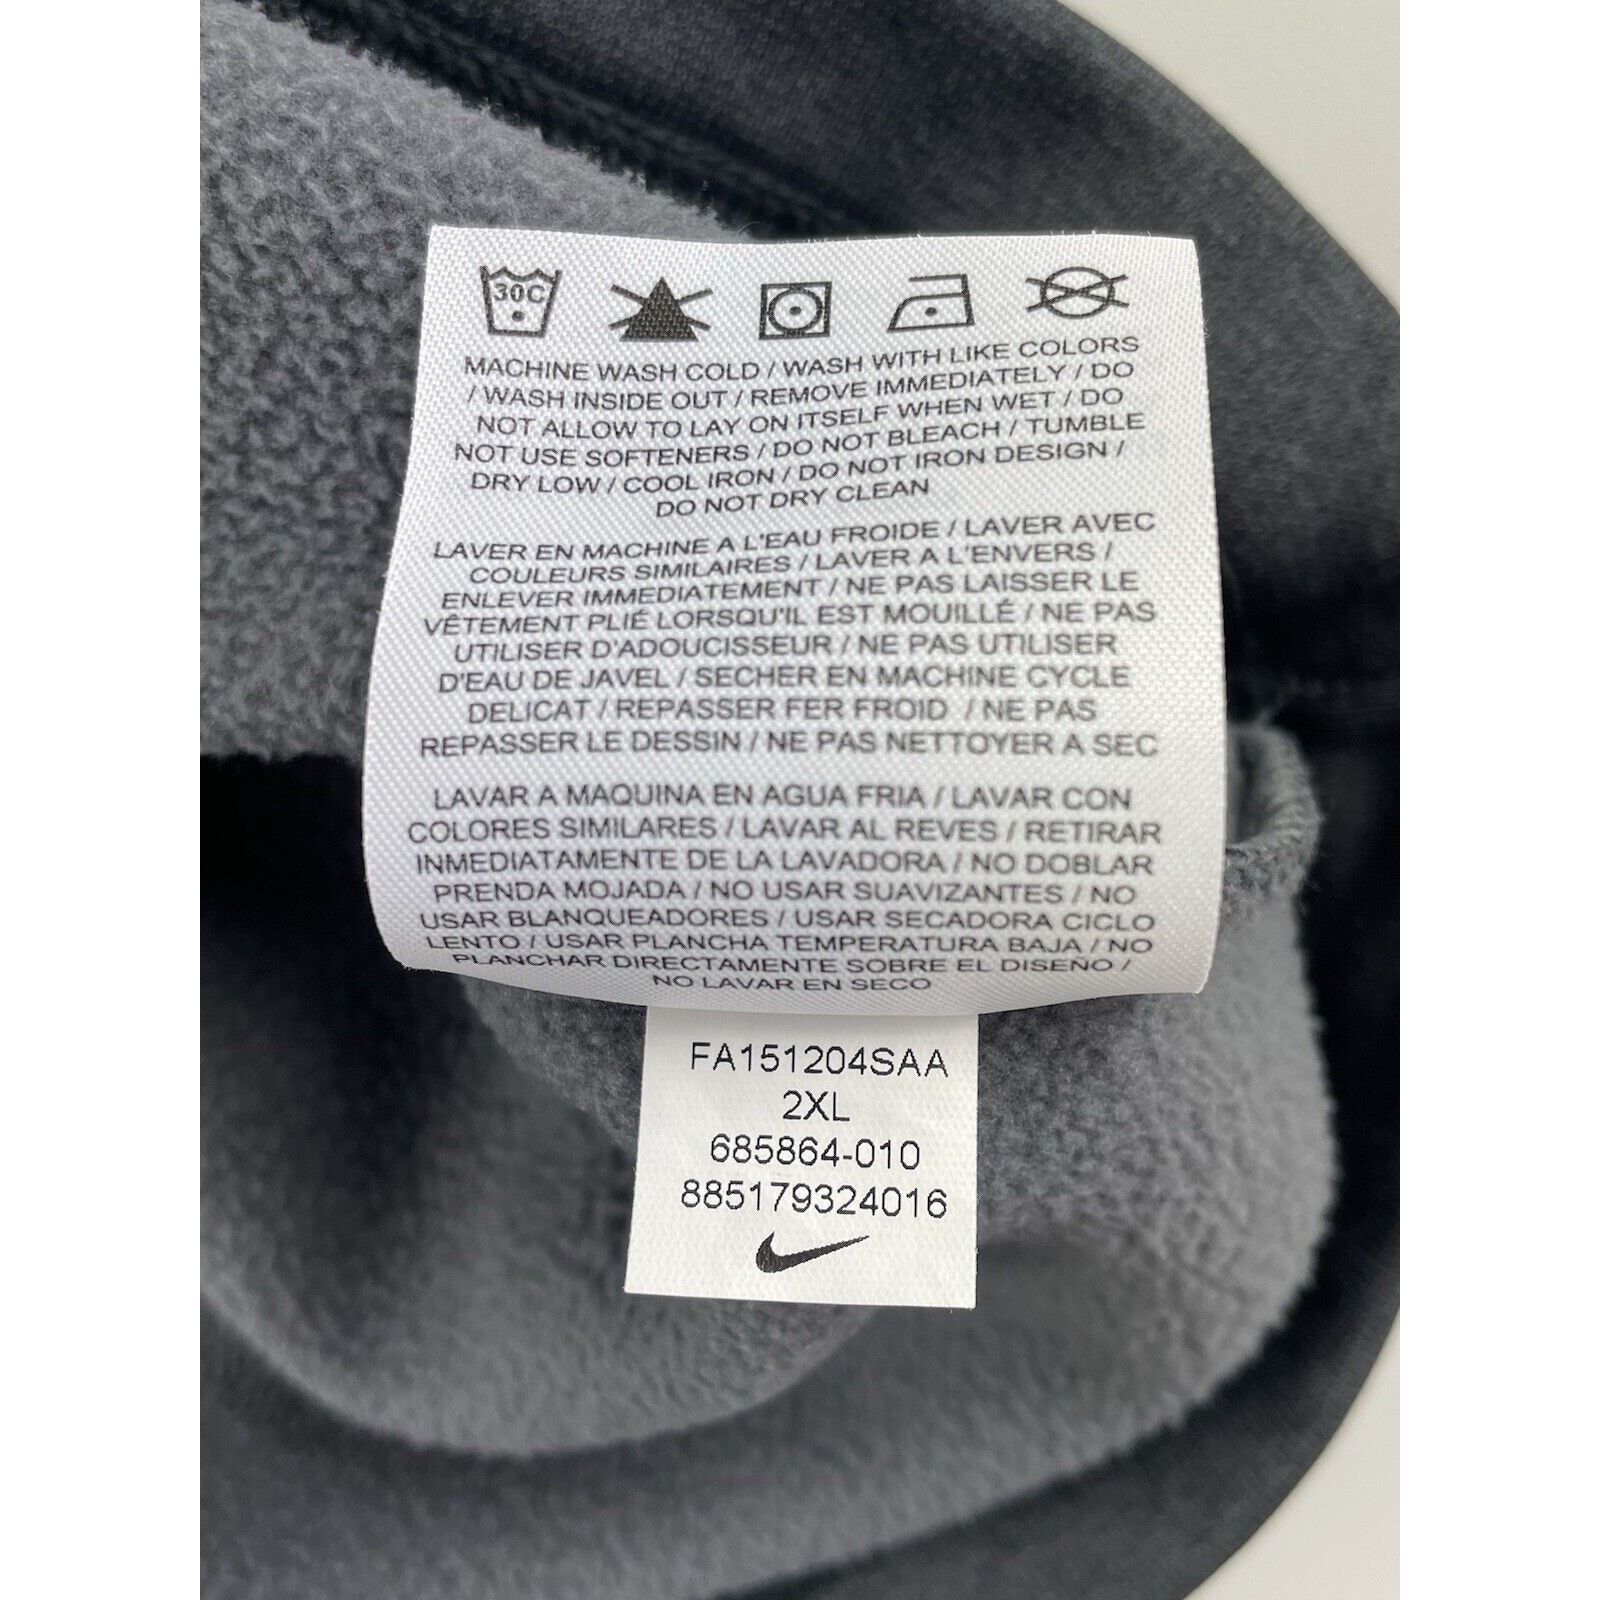 30C
MACHINE WASH COLD / WASH WITH LIKE COLORS
/ WASH INSIDE OUT / REMOVE IMMEDIATELY / DO
NOT ALLOW TO LAY ON ITSELF WHEN WET / DO
NOT USE SOFTENERS / DO NOT BLEACH / TUMBLE
DRY LOW / COOL IRON / DO NOT IRON DESIGN /
DO NOT DRY CLEAN
LAVER EN MACHINE A L'EAU FROIDE / LAVER AVEC
COULEURS SIMILAIRES / LAVER A L'ENVERS /
ENLEVER IMMEDIATEMENT / NE PAS LAISSER LE
VÊTEMENT PLIÉ LORSQU'IL EST MOUILLÉ / NE PAS
UTILISER D'ADOUCISSEUR / NE PAS UTILISER
D'EAU DE JAVEL / SECHER EN MACHINE CYCLE
DELICAT / REPASSER FER FROID / NE PAS
REPASSER LE DESSIN / NE PAS NETTOYER A SEC
LAVAR A MAQUINA EN AGUA FRIA / LAVAR CON
COLORES SIMILARES / LAVAR AL REVES / RETIRAR
INMEDIATAMENTE DE LA LAVADORA / NO DOBLAR
PRENDA MOJADA / NO USAR SUAVIZANTES / NO
USAR BLANQUEADORES / USAR SECADORA CICLO
LENTO / USAR PLANCHA TEMPERATURA BAJA / NO
PLANCHAR DIRECTAMENTE SOBRE EL DISEÑO /
NO LAVAR EN SECO
FA151204SAA
2XL
685864-010
885179324016